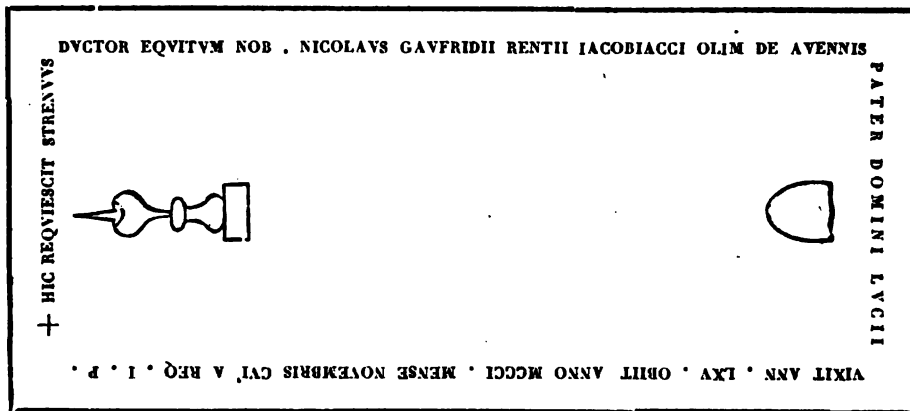 + HIC REQVIESCIT STRENVVS
DVCTOR EQVITVM NOB . NICOLAVS GAVFRIDII RENTII IACOBIACCI OLIM DE AVENNIS
PATER DOMINI LVCII
VIXIT ANN . LXV . OBIIT ANNO MCCCI . MENSE NOVEMBRIS CVI' A REQ . I . P .